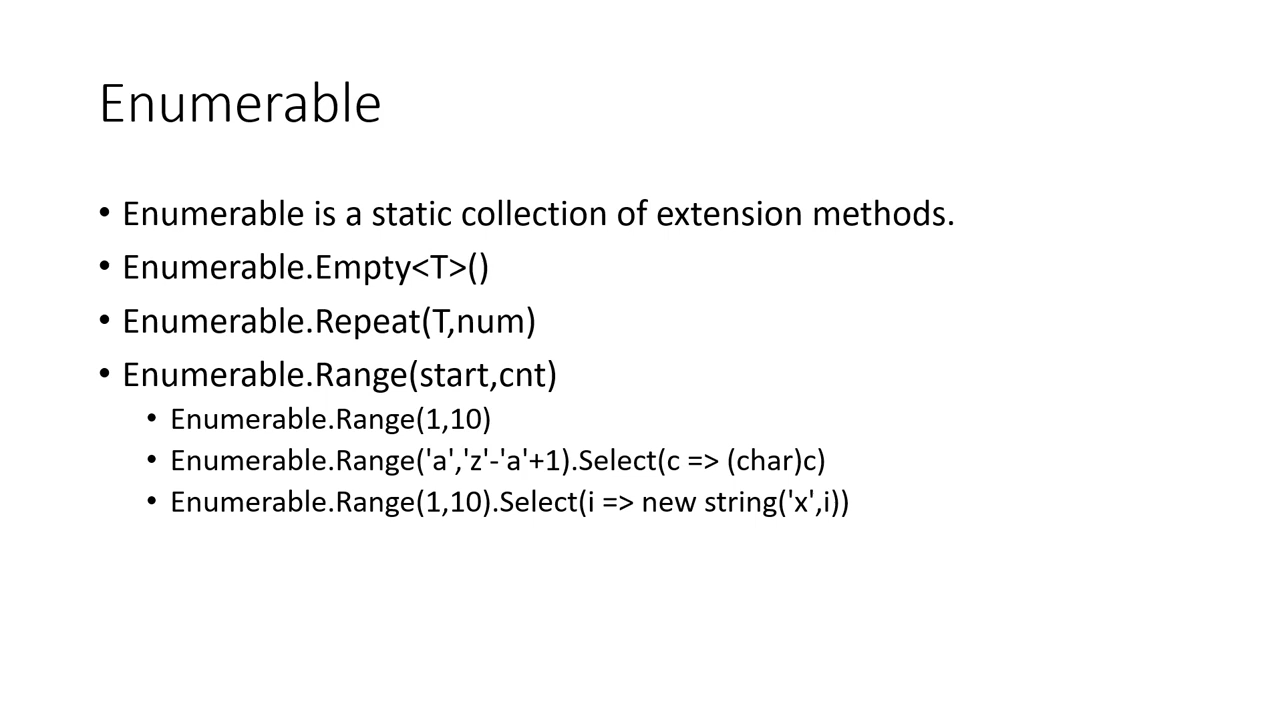 Enumerable
• Enumerable is a static collection of extension methods.
• Enumerable.Empty<T>()
• Enumerable.Repeat(T,num)
• Enumerable.Range(start,cnt)
• Enumerable.Range(1,10)
• Enumerable.Range('a','z'-'a'+1).Select(c => (char)c)
• Enumerable.Range(1,10).Select(i => new string('x',i))